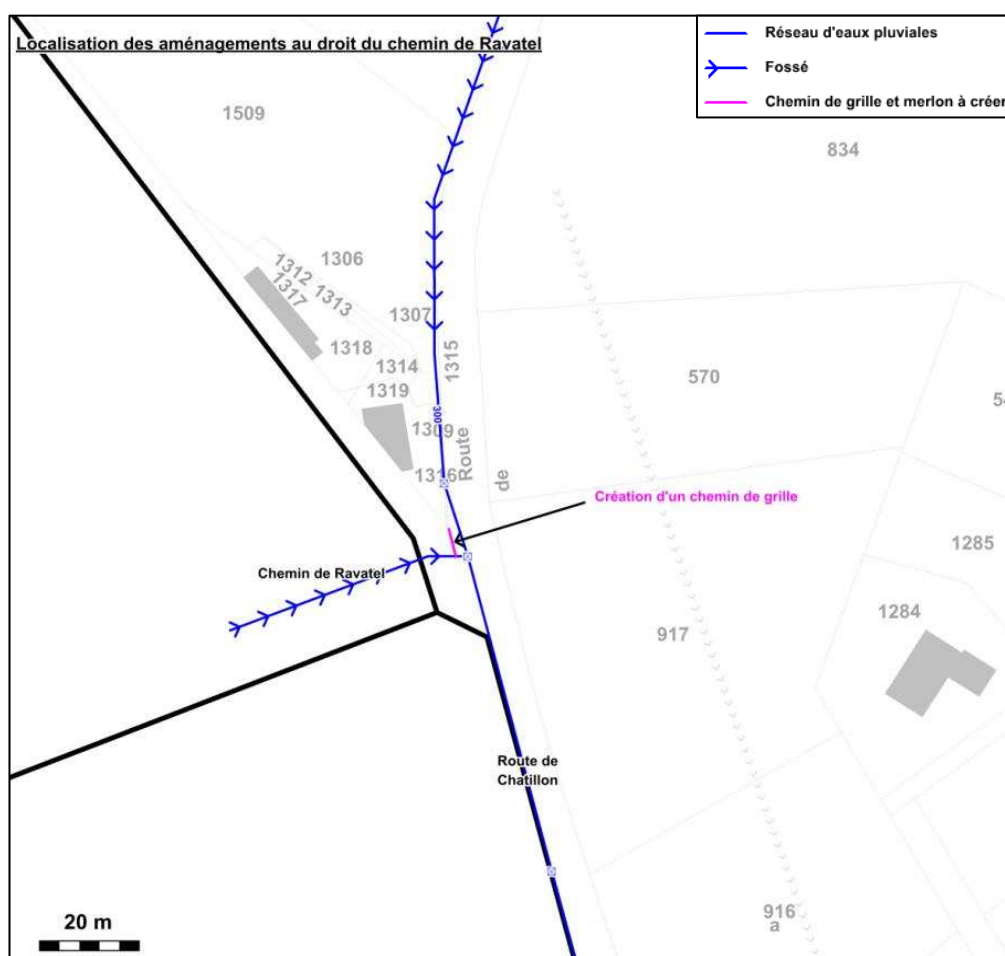 Localisation des aménagements au droit du chemin de Ravatel
Réseau d'eaux pluviales
Fossé
Chemin de grille et merlon à créer
1509
834
1306
1312
1317
1313
1307
1318
1315
1314
1319
570
54
300
1309
Route
1316
de
Création d'un chemin de grille
1285
Chemin de Ravatel
1284
917
Route de
Chatillon
916
a
20 m